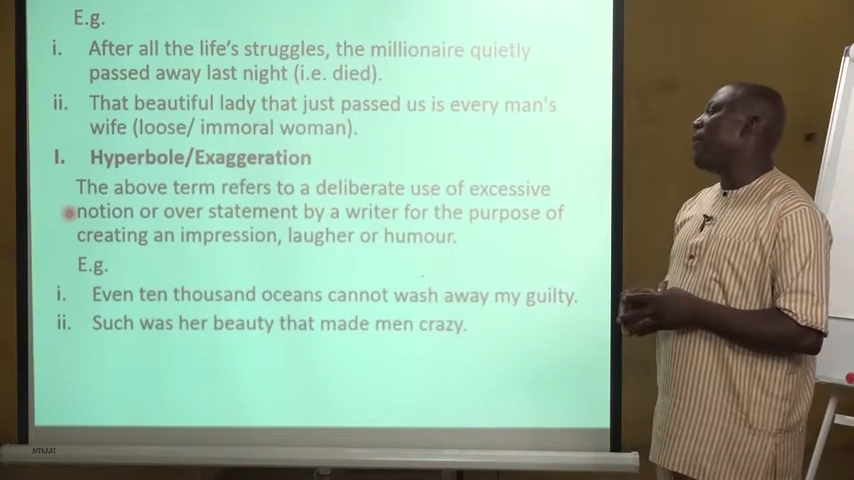 E.g.
i. After all the life's struggles, the millionaire quietly
passed away last night (i.e. died).
ii. That beautiful lady that just passed us is every man's
wife (loose/ immoral woman).
I. Hyperbole/Exaggeration
The above term refers to a deliberate use of excessive
notion or over statement by a writer for the purpose of
creating an impression, laugher or humour.
E.g.
i. Even ten thousand oceans cannot wash away my guilty.
ii. Such was her beauty that made men crazy.
smaat